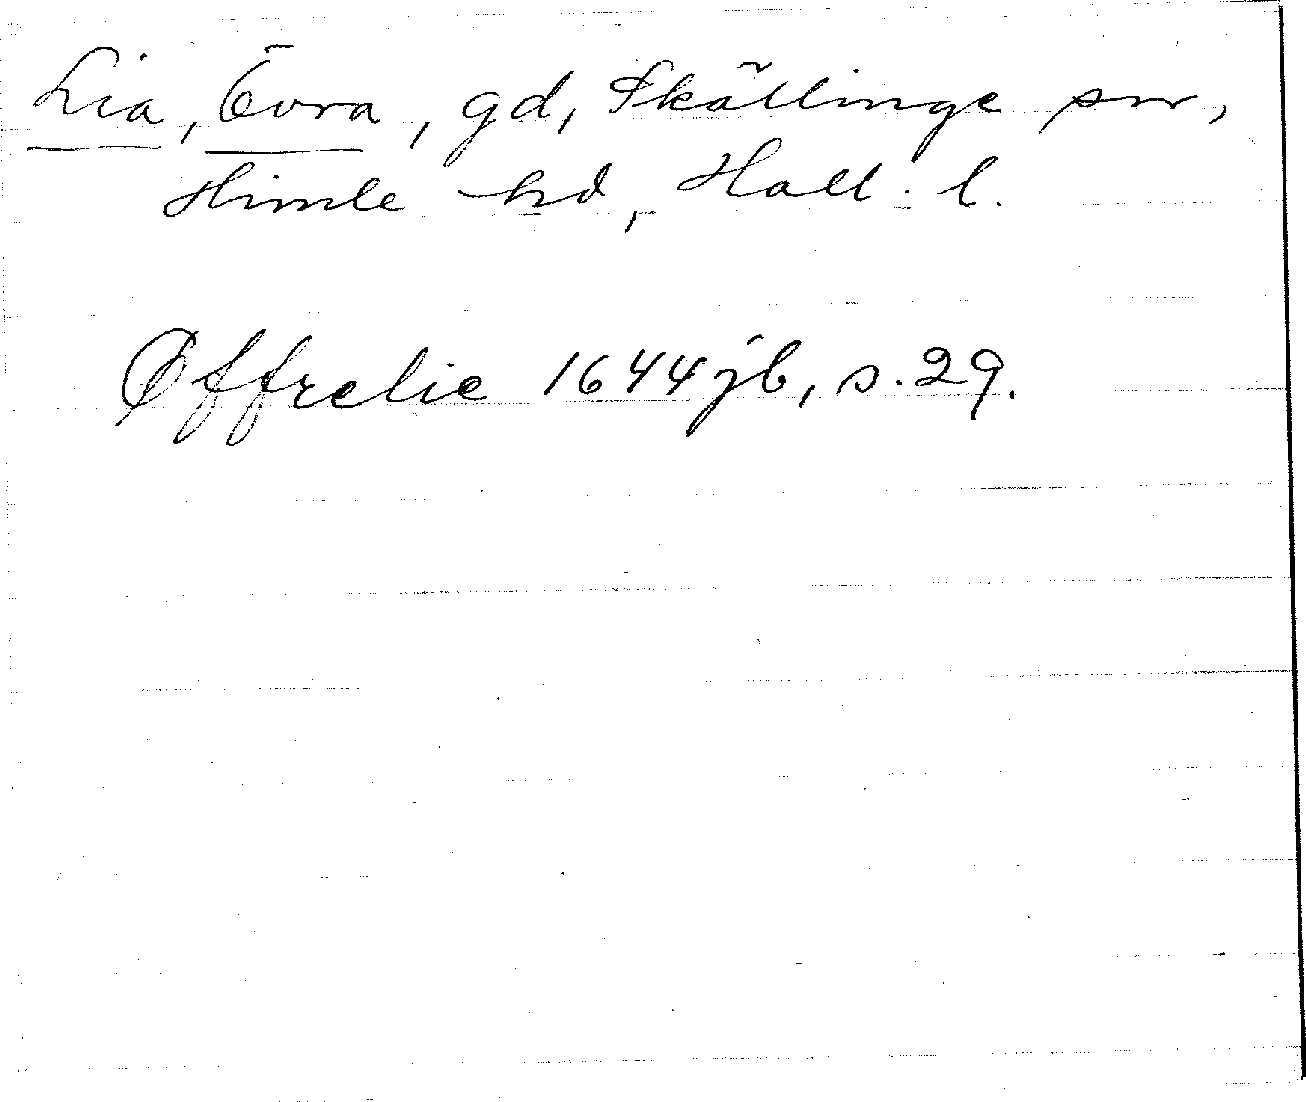 Lia, Övra, gd, Skällinge sn,
Himle hd, Hall. l.
Øffrelie 1644 jb, s. 29.